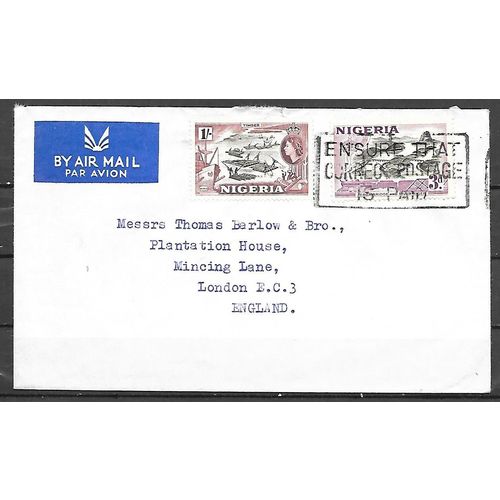 BY AIR MAIL
PAR AVION
TIMBER
1/-
NIGERIA
NIGERIA
3d
ENSURE THAT
CORRECT POSTAGE
IS PAID
Messrs Thomas Barlow & Bro.,
Plantation House,
Mincing Lane,
London E.C.3
ENGLAND.